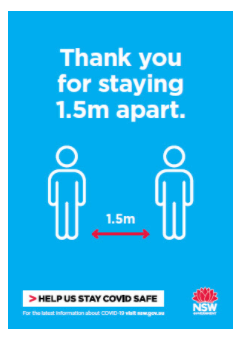 Thank you
for staying
1.5m apart.
1.5m
> HELP US STAY COVID SAFE
For the latest information about COVID-19 visit nsw.gov.au
NSW
GOVERNMENT